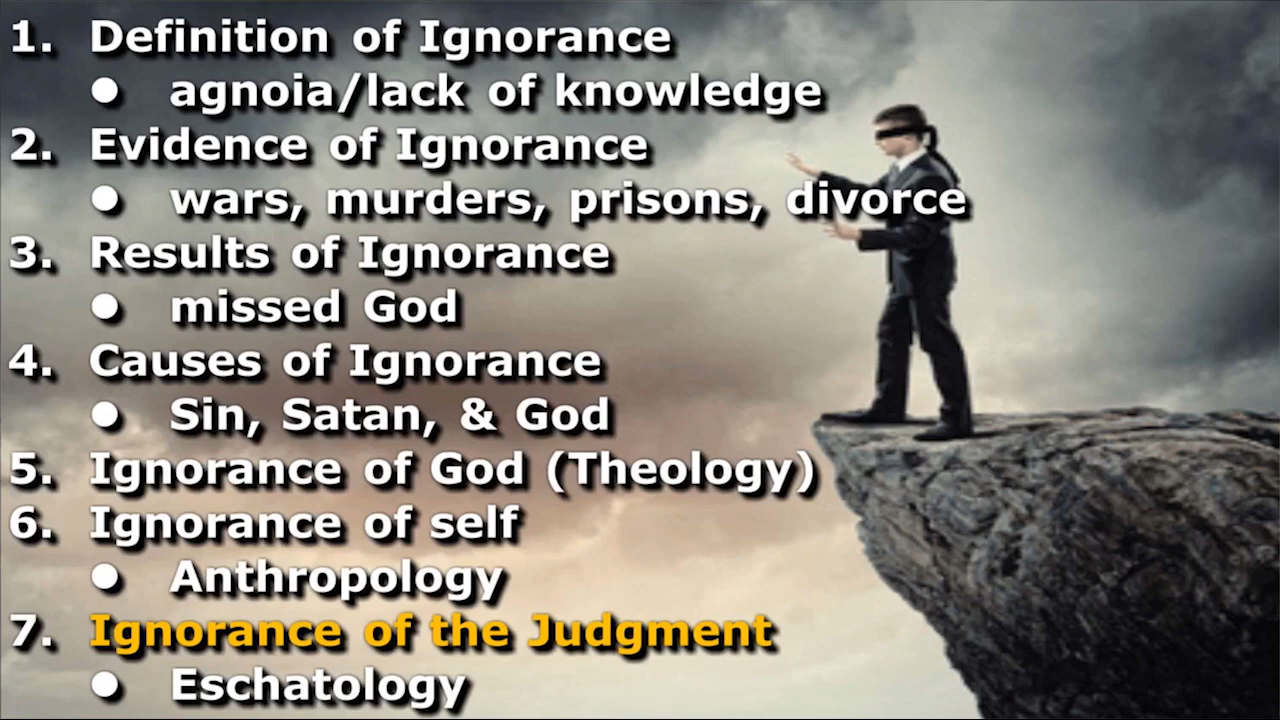 1. Definition of Ignorance
● agnoia/lack of knowledge
2. Evidence of Ignorance
● wars, murders, prisons, divorce
3. Results of Ignorance
● missed God
4. Causes of Ignorance
● Sin, Satan, & God
5. Ignorance of God (Theology)
6. Ignorance of self
● Anthropology
7. Ignorance of the Judgment
● Eschatology